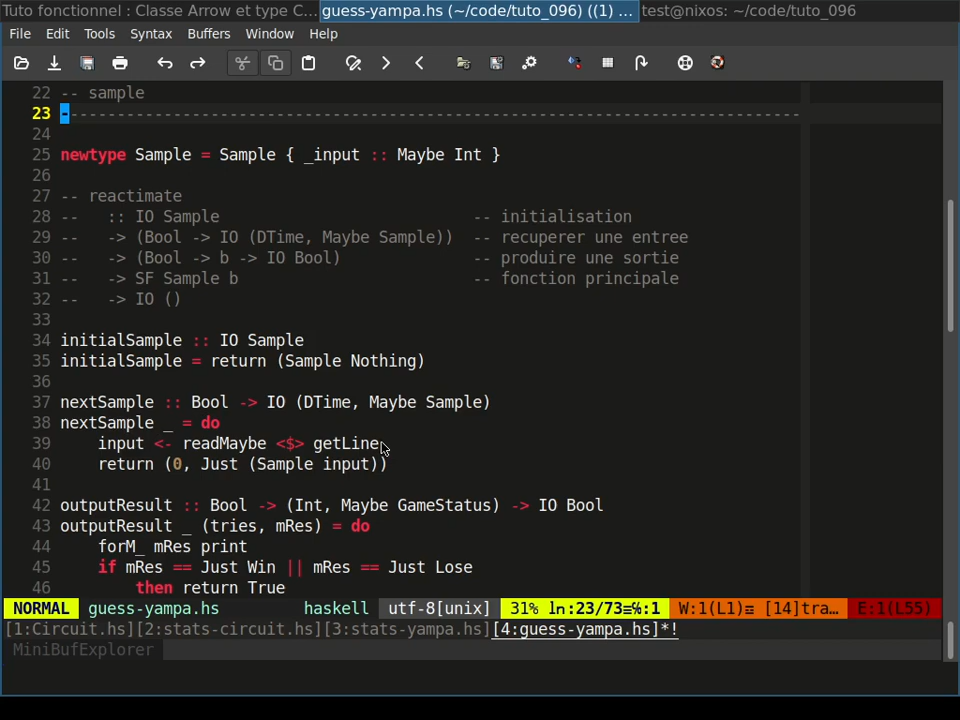 Tuto fonctionnel : Classe Arrow et type C... guess-yampa.hs (~/code/tuto_096) ((1) ... test@nixos: ~/code/tuto_096
File Edit Tools Syntax Buffers Window Help
22 -- sample
23 -------------------------------------------------------------------------------
24
25 newtype Sample = Sample { _input :: Maybe Int }
26
27 -- reactimate
28 --   :: IO Sample                           -- initialisation
29 --   -> (Bool -> IO (DTime, Maybe Sample))  -- recuperer une entree
30 --   -> (Bool -> b -> IO Bool)              -- produire une sortie
31 --   -> SF Sample b                         -- fonction principale
32 --   -> IO ()
33
34 initialSample :: IO Sample
35 initialSample = return (Sample Nothing)
36
37 nextSample :: Bool -> IO (DTime, Maybe Sample)
38 nextSample _ = do
39     input <- readMaybe <$> getLine
40     return (0, Just (Sample input))
41
42 outputResult :: Bool -> (Int, Maybe GameStatus) -> IO Bool
43 outputResult _ (tries, mRes) = do
44     forM_ mRes print
45     if mRes == Just Win || mRes == Just Lose
46         then return True
NORMAL guess-yampa.hs haskell utf-8[unix] 31% ln:23/73≡℅:1 W:1(L1)≡ [14]tra… E:1(L55)
[1:Circuit.hs][2:stats-circuit.hs][3:stats-yampa.hs][4:guess-yampa.hs]*!
MiniBufExplorer